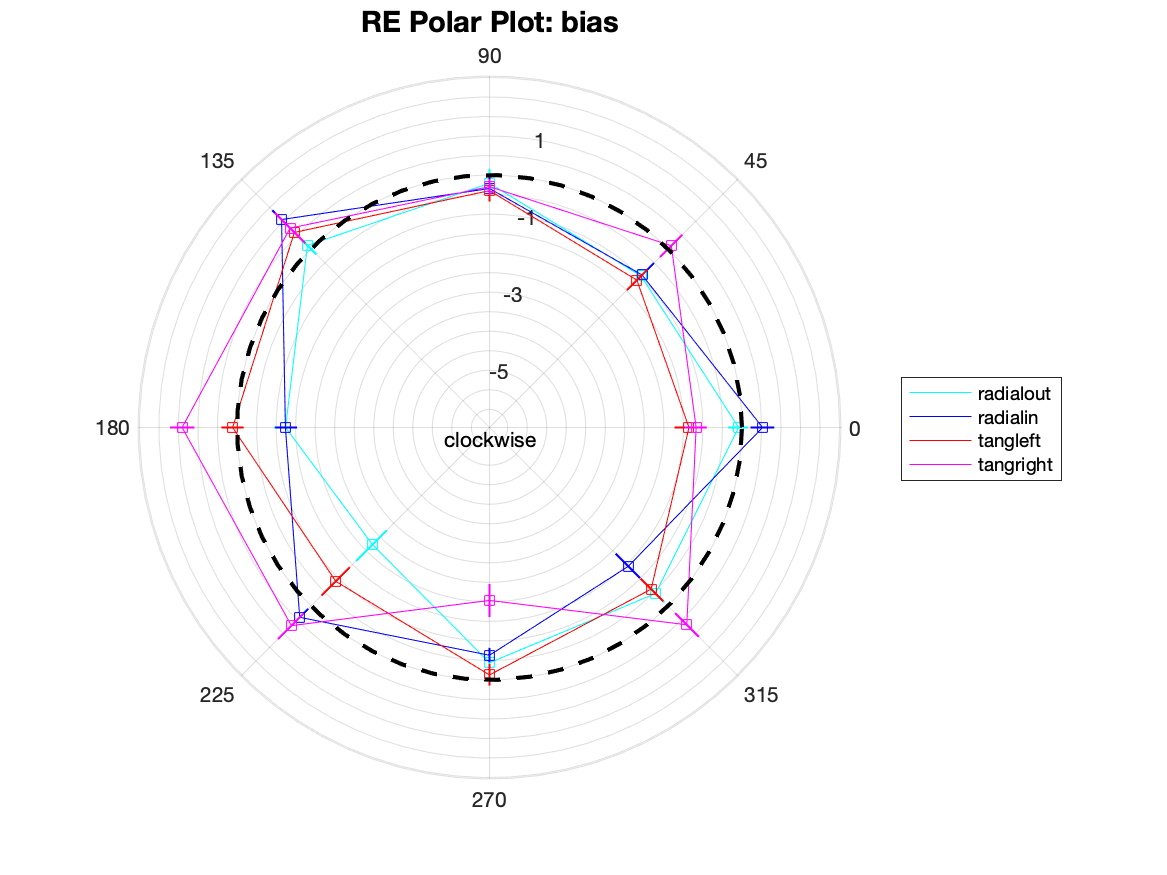 RE Polar Plot: bias
90
135
45
1
-1
-3
-5
180
clockwise
0
radialout
radialin
tangleft
tangright
225
315
270